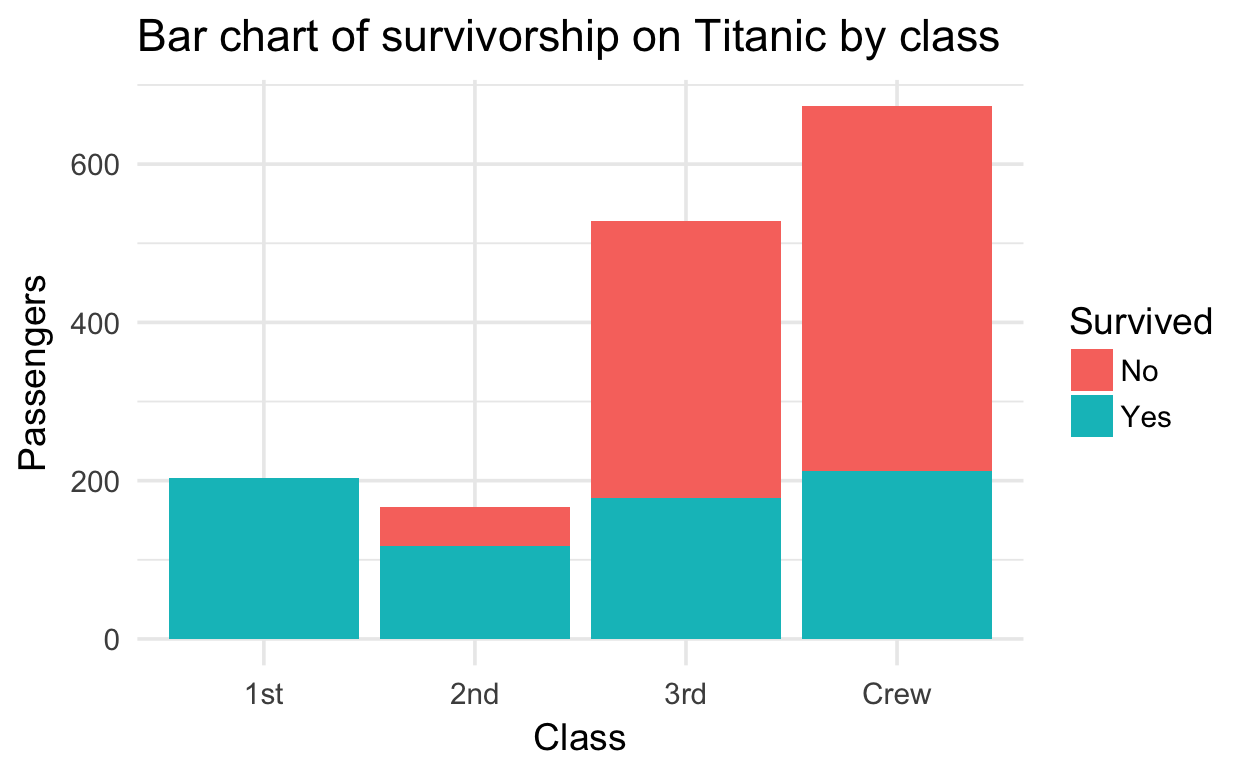 Bar chart of survivorship on Titanic by class
Passengers
600
400
200
0
1st 2nd 3rd Crew
Class
Survived
No
Yes